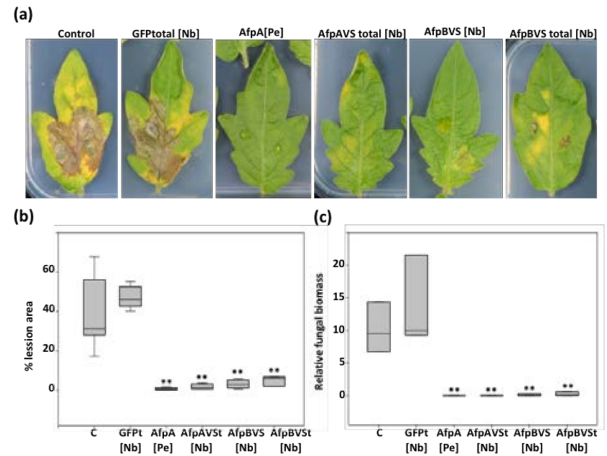 (a)
Control
GFPtotal [Nb]
AfpA[Pe]
AfpAVS total [Nb]
AfpBVS [Nb]
AfpBVS total [Nb]
(b)
% lession area
60
40
20
0
**
**
**
**
C
GFPt
[Nb]
AfpA
[Pe]
AfpAVSt
[Nb]
AfpBVS
[Nb]
AfpBVSt
[Nb]
(c)
Relative fungal biomass
20
15
10
5
0
**
**
**
**
C
GFPt
[Nb]
AfpA
[Pe]
AfpAVSt
[Nb]
AfpBVS
[Nb]
AfpBVSt
[Nb]